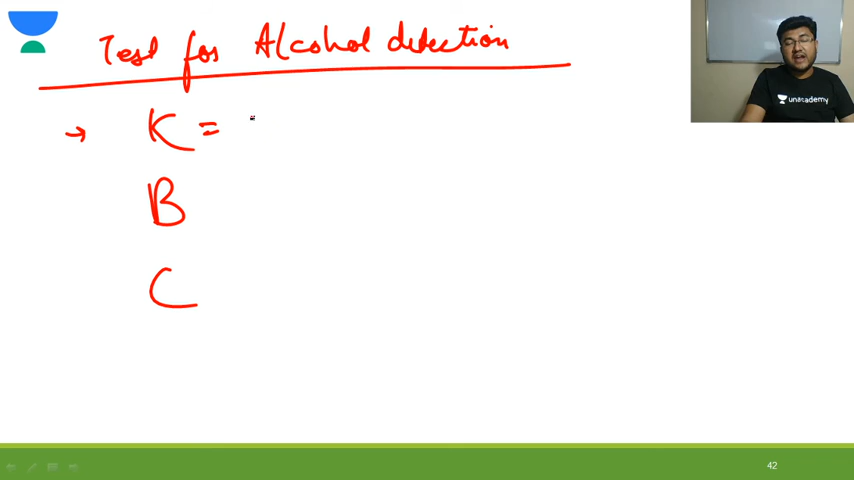 Test for Alcohol detection
→ K =
B
C
unacademy
42